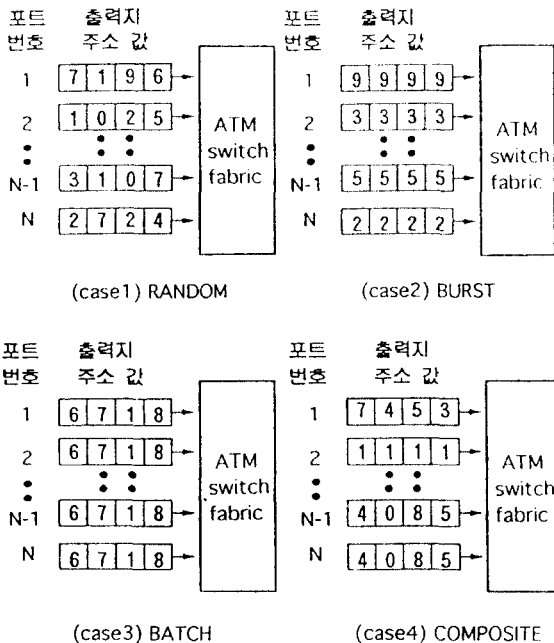 포트 출력지
번호 주소 값
1 7 1 9 6
2 1 0 2 5
N-1 3 1 0 7
N 2 7 2 4
ATM
switch
fabric
(case1) RANDOM
포트 출력지
번호 주소 값
1 9 9 9 9
2 3 3 3 3
N-1 5 5 5 5
N 2 2 2 2
ATM
switch
fabric
(case2) BURST
포트 출력지
번호 주소 값
1 6 7 1 8
2 6 7 1 8
N-1 6 7 1 8
N 6 7 1 8
ATM
switch
fabric
(case3) BATCH
포트 출력지
번호 주소 값
1 7 4 5 3
2 1 1 1 1
N-1 4 0 8 5
N 4 0 8 5
ATM
switch
fabric
(case4) COMPOSITE